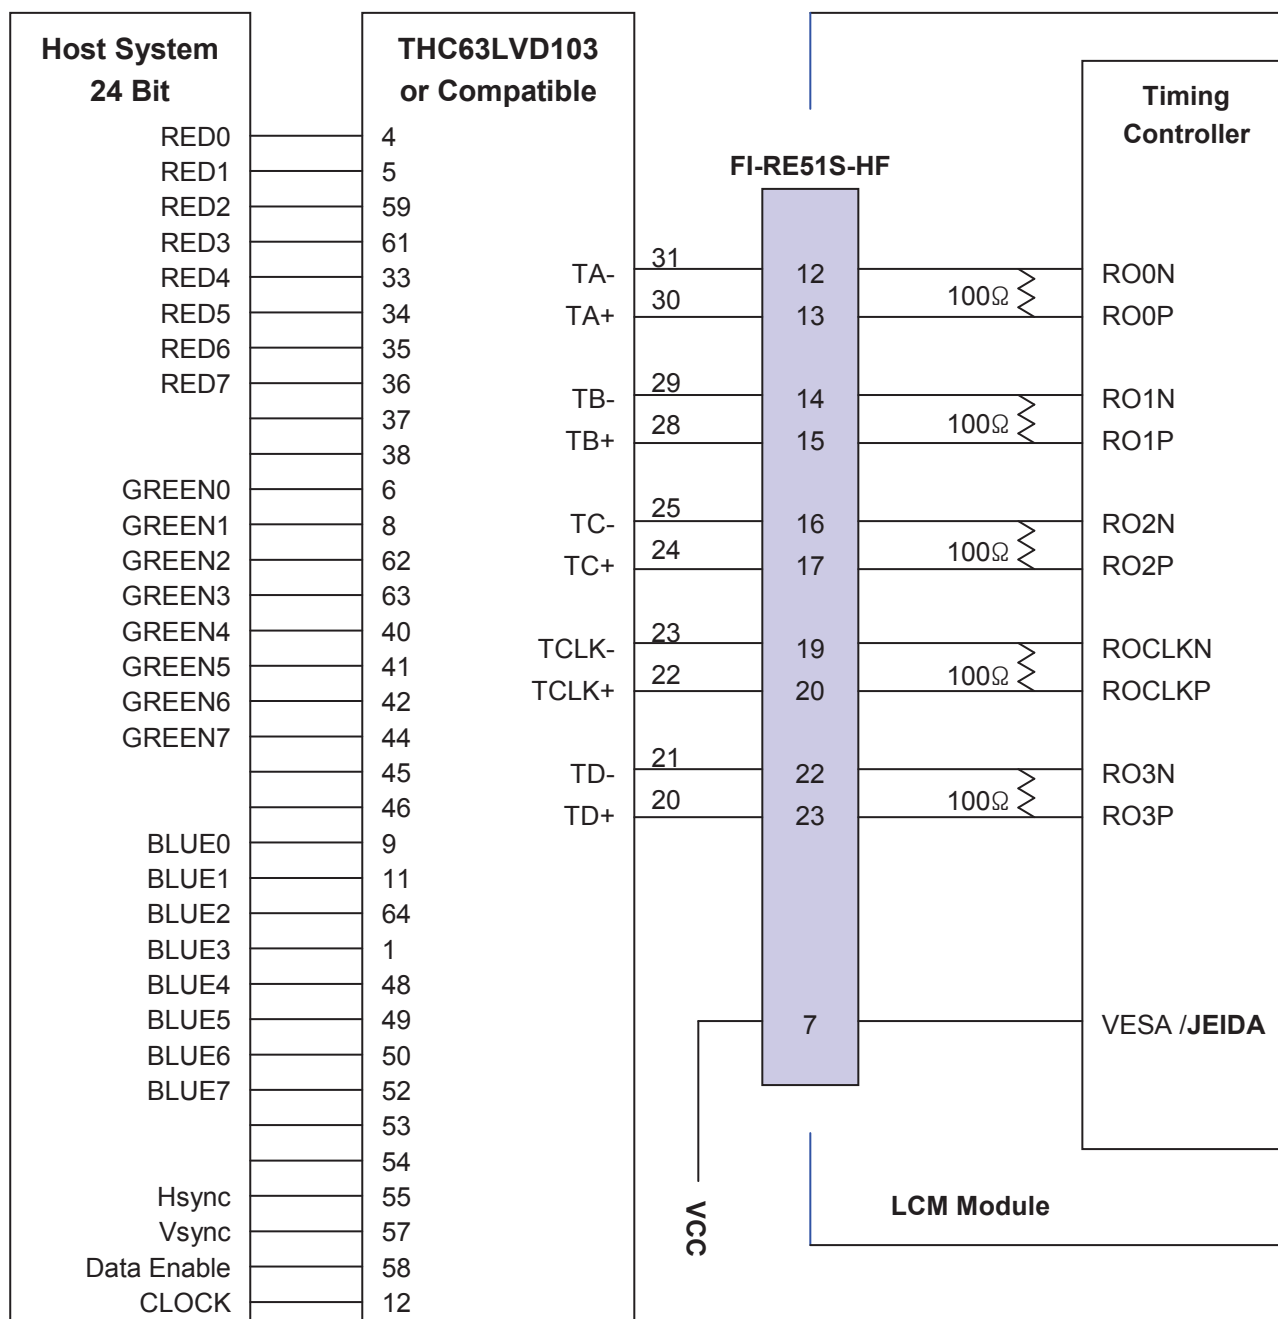 Host System
24 Bit
RED0
RED1
RED2
RED3
RED4
RED5
RED6
RED7
GREEN0
GREEN1
GREEN2
GREEN3
GREEN4
GREEN5
GREEN6
GREEN7
BLUE0
BLUE1
BLUE2
BLUE3
BLUE4
BLUE5
BLUE6
BLUE7
Hsync
Vsync
Data Enable
CLOCK
THC63LVD103
or Compatible
4
5
59
61
33
34
35
36
37
38
6
8
62
63
40
41
42
44
45
46
9
11
64
1
48
49
50
52
53
54
55
57
58
12
TA- 31
TA+ 30
TB- 29
TB+ 28
TC- 25
TC+ 24
TCLK- 23
TCLK+ 22
TD- 21
TD+ 20
VCC
FI-RE51S-HF
12
13
14
15
16
17
19
20
22
23
7
100Ω
100Ω
100Ω
100Ω
100Ω
Timing
Controller
RO0N
RO0P
RO1N
RO1P
RO2N
RO2P
ROCLKN
ROCLKP
RO3N
RO3P
VESA /JEIDA
LCM Module